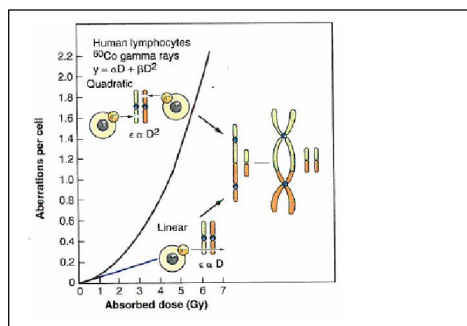 Human lymphocytes
⁶⁰Co gamma rays
y = αD + βD²
Quadratic
ε α D²
Linear
ε α D
Aberrations per cell
2.2
2.0
1.8
1.6
1.4
1.2
1.0
0.8
0.6
0.4
0.2
0
0 1 2 3 4 5 6 7
Absorbed dose (Gy)